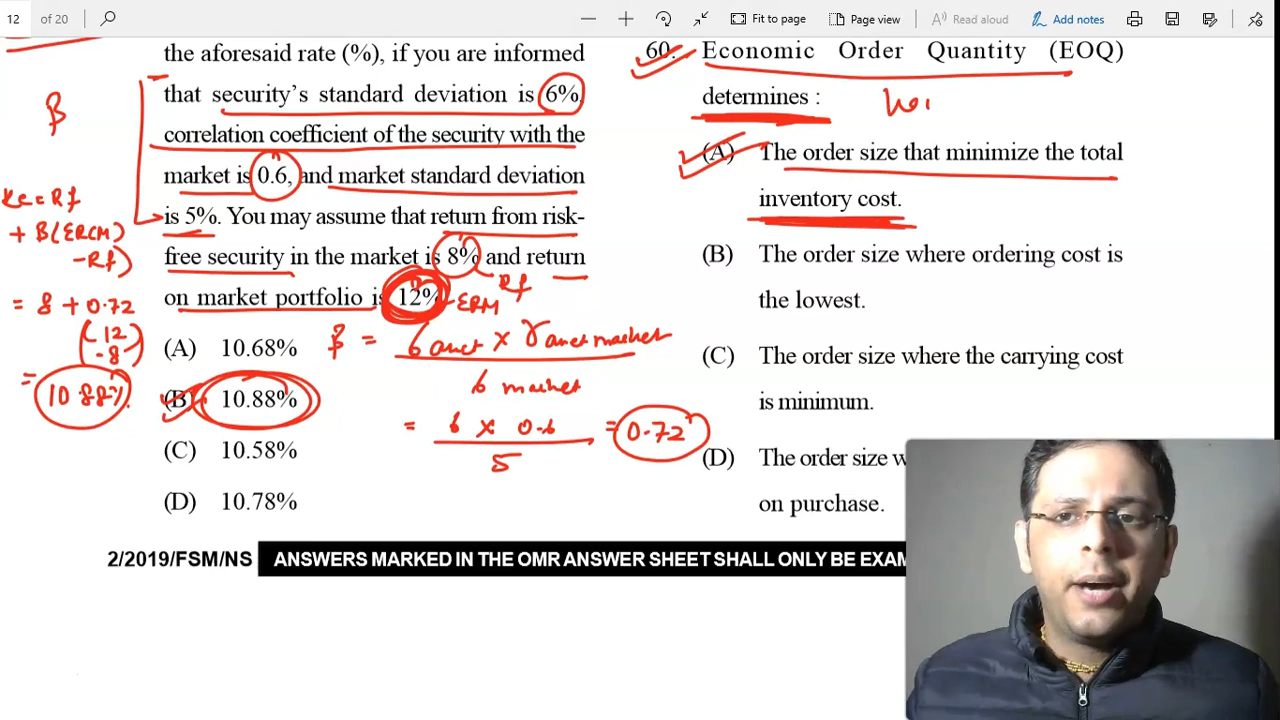 12 of 20
Fit to page
Page view
Read aloud
Add notes
the aforesaid rate (%), if you are informed
that security's standard deviation is 6%,
correlation coefficient of the security with the
market is 0.6, and market standard deviation
is 5%. You may assume that return from risk-
free security in the market is 8% and return
on market portfolio is 12%
(A) 10.68%
(B) 10.88%
(C) 10.58%
(D) 10.78%
β
Ke = Rf
+ B(ERM)
-Rf)
= 8 + 0.72
(12
-8)
= 10.88%
Rf
ERM
β = 6 asset x r asset market
6 market
= 6 x 0.6 = 0.72
5
60. Economic Order Quantity (EOQ)
determines :
(A) The order size that minimize the total
inventory cost.
(B) The order size where ordering cost is
the lowest.
(C) The order size where the carrying cost
is minimum.
(D) The order size w
on purchase.
2/2019/FSM/NS
ANSWERS MARKED IN THE OMR ANSWER SHEET SHALL ONLY BE EXAM